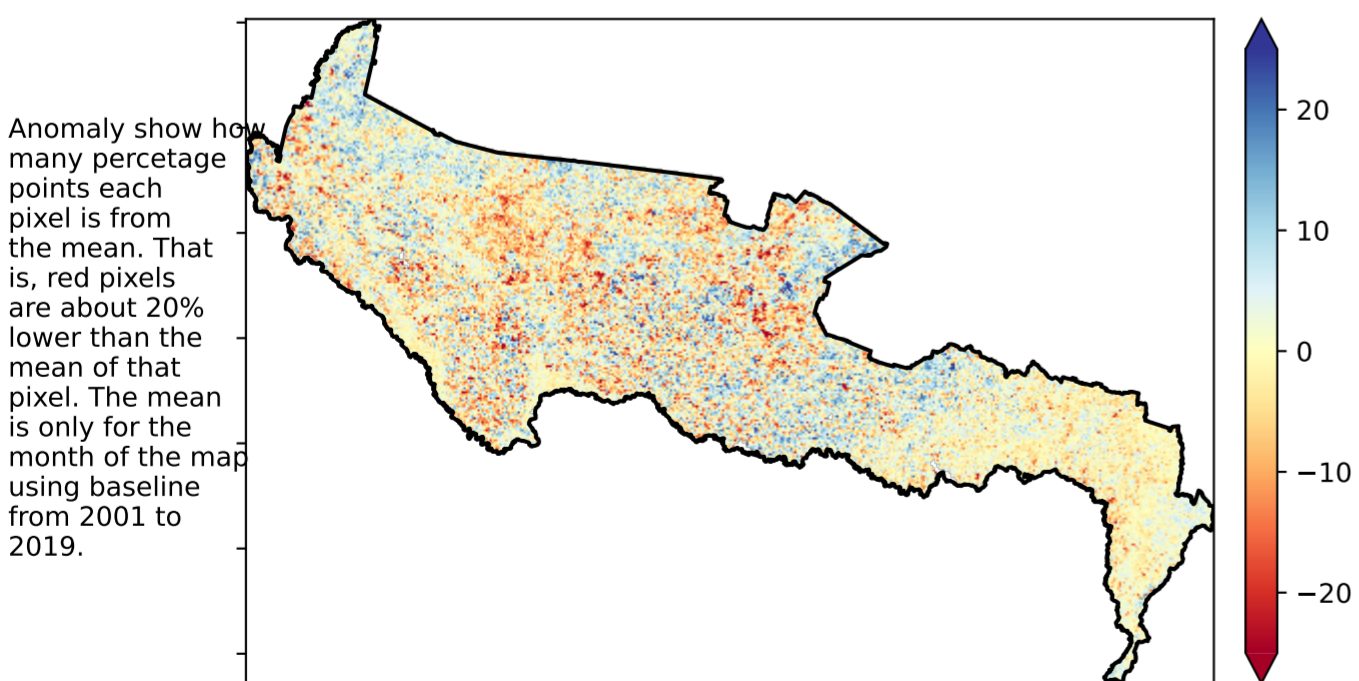 Anomaly show how
many percetage
points each
pixel is from
the mean. That
is, red pixels
are about 20%
lower than the
mean of that
pixel. The mean
is only for the
month of the map
using baseline
from 2001 to
2019.
20
10
0
−10
−20